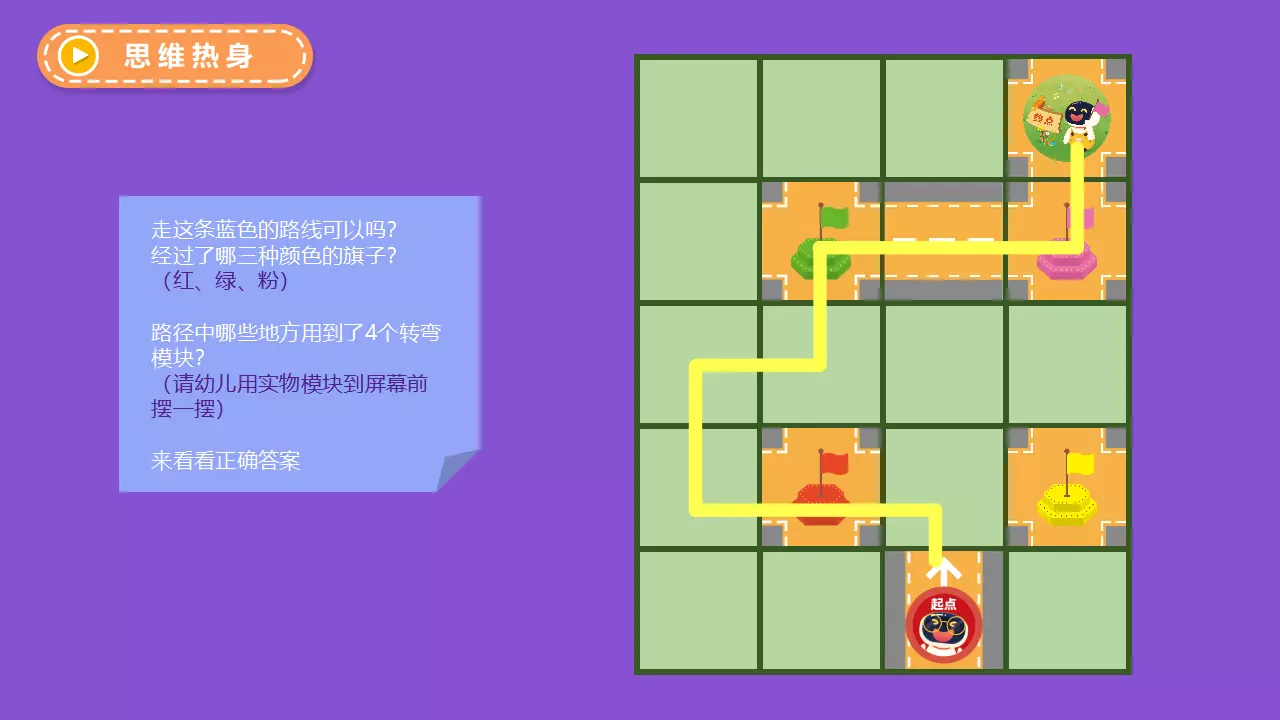 思维热身
终点
走这条蓝色的路线可以吗?
经过了哪三种颜色的旗子?
（红、绿、粉）
路径中哪些地方用到了4个转弯
模块?
（请幼儿用实物模块到屏幕前
摆一摆）
来看看正确答案
起点